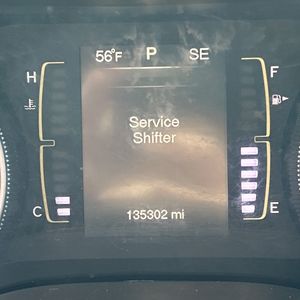 56°F P SE
H F
Service
Shifter
C E
135302 mi